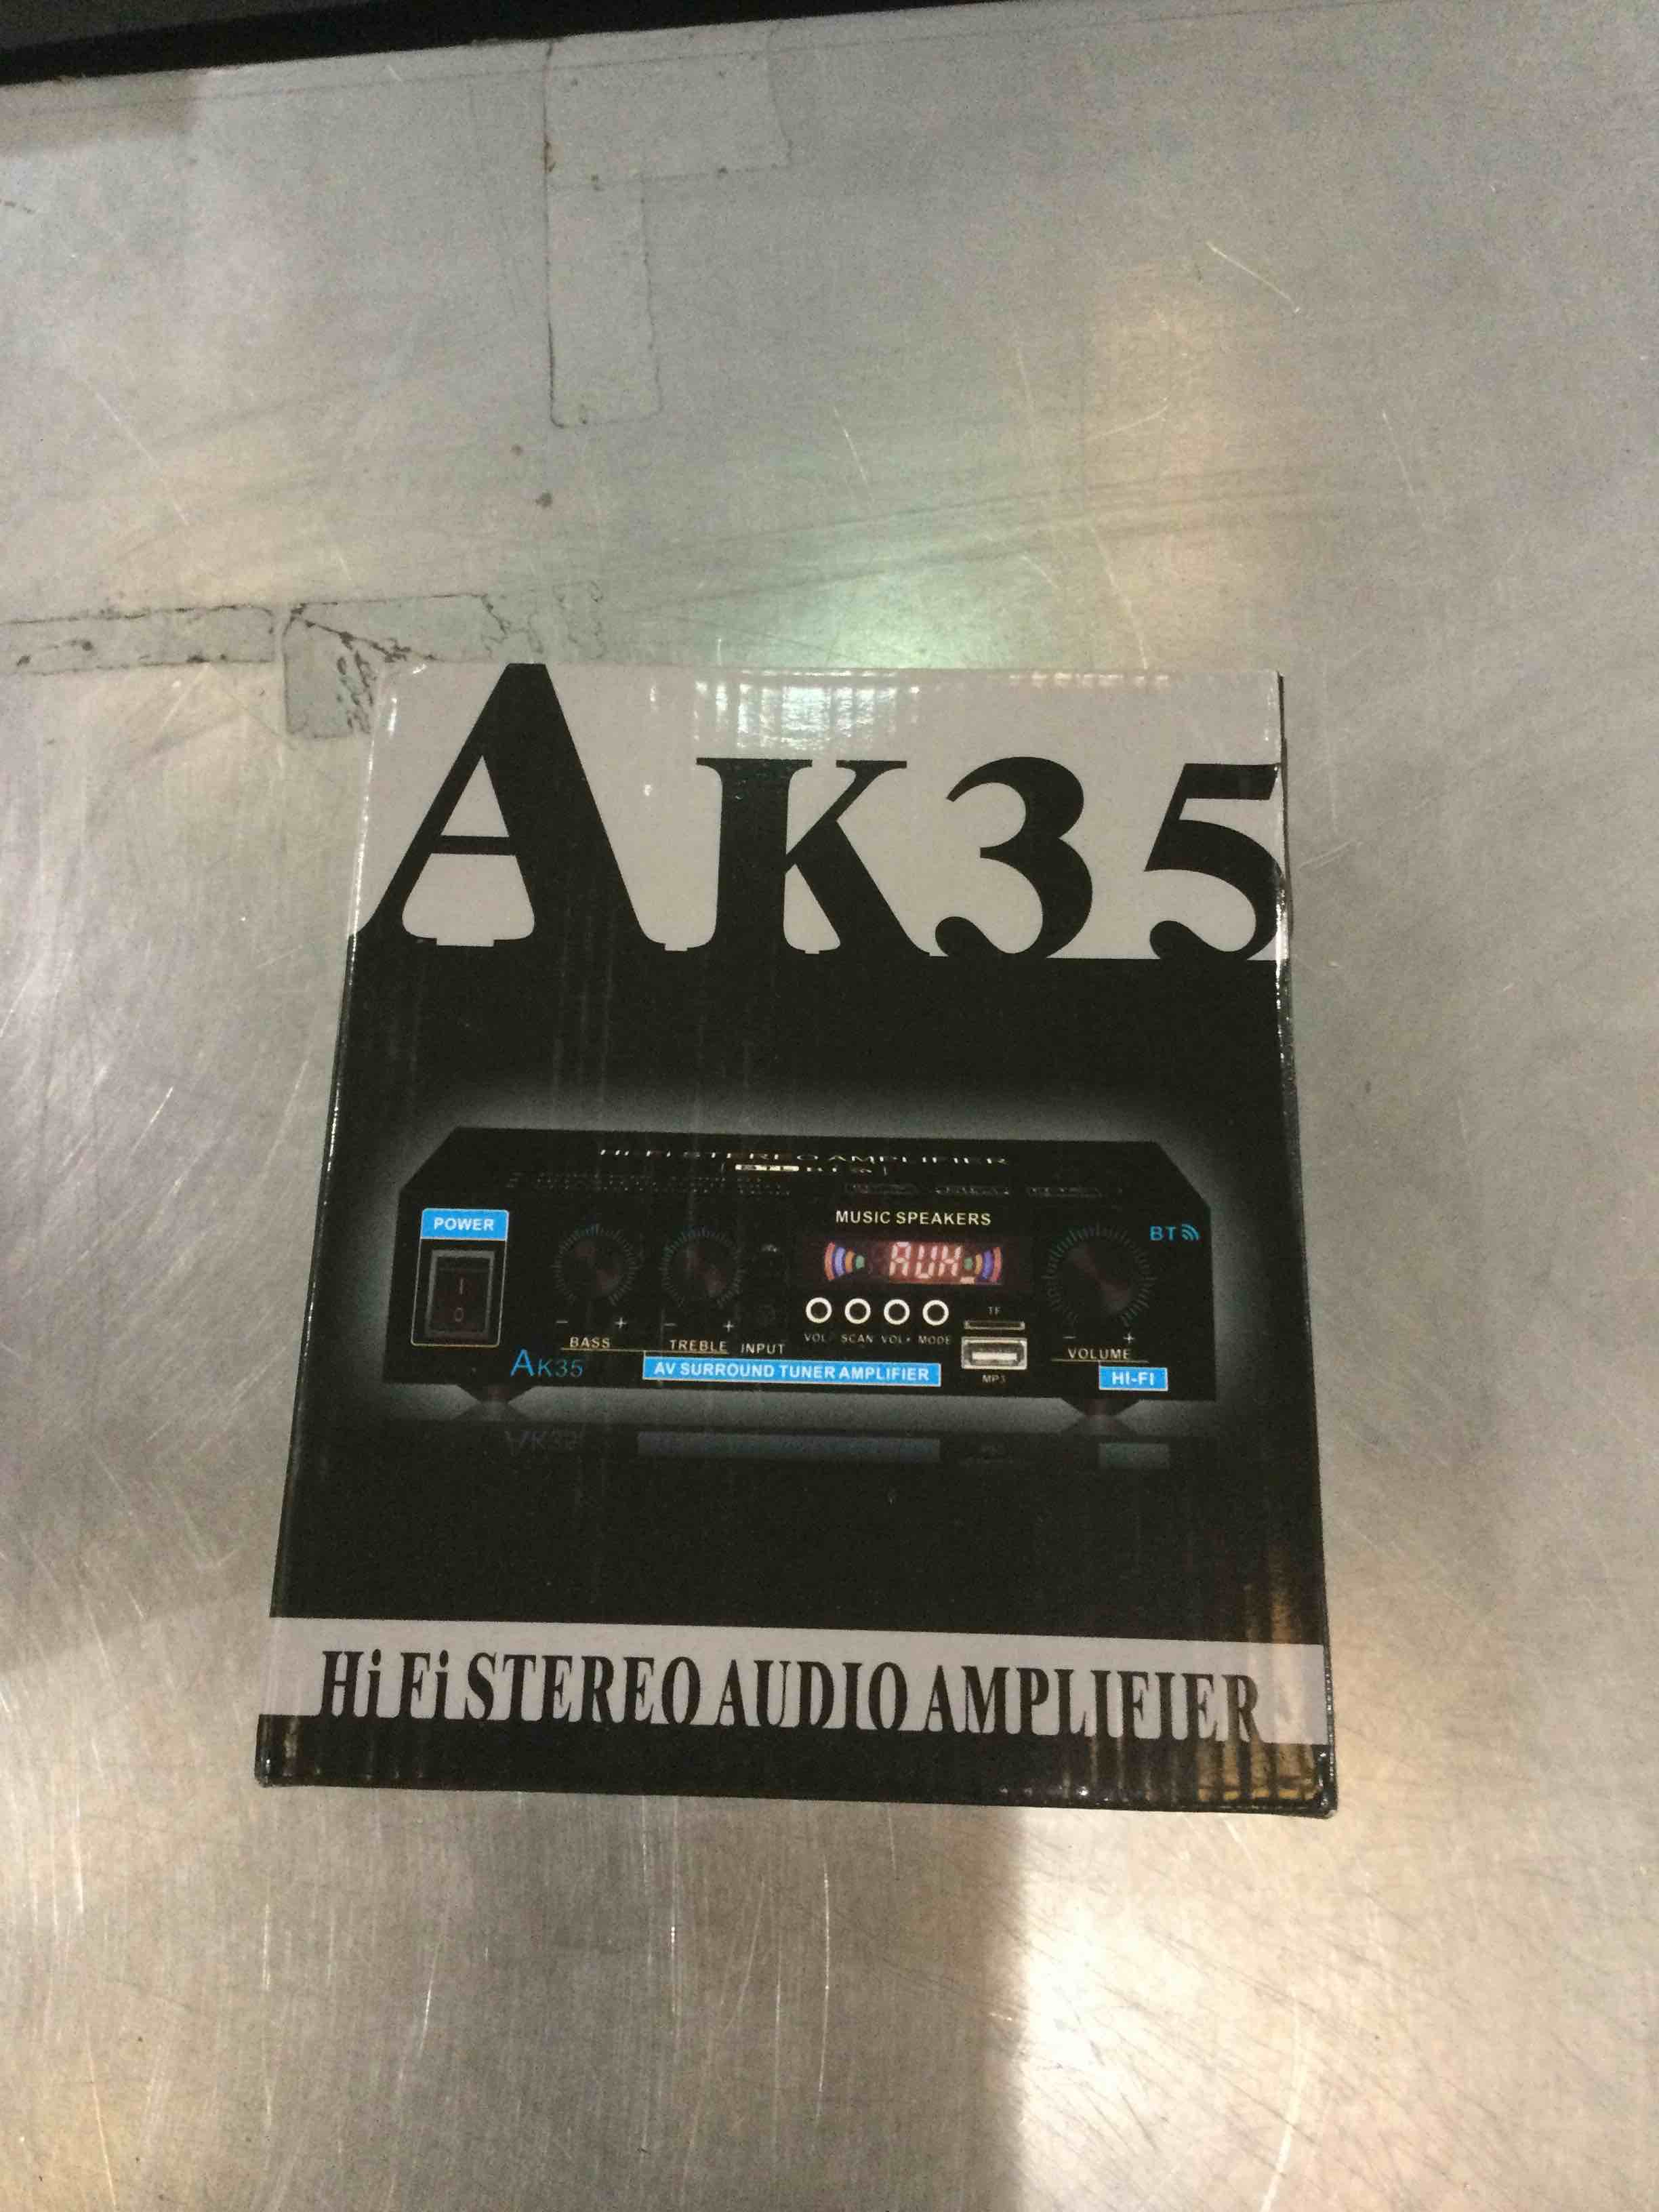 AK35
HI-FI STEREO AMPLIFIER
MUSIC SPEAKERS
POWER
BT
AUX
I
0
TF
VOL- SCAN VOL+ MODE
- + - + - +
BASS TREBLE INPUT VOLUME
AK35
AV SURROUND TUNER AMPLIFIER
MP3
HI-FI
Hi Fi STEREO AUDIO AMPLIFIER